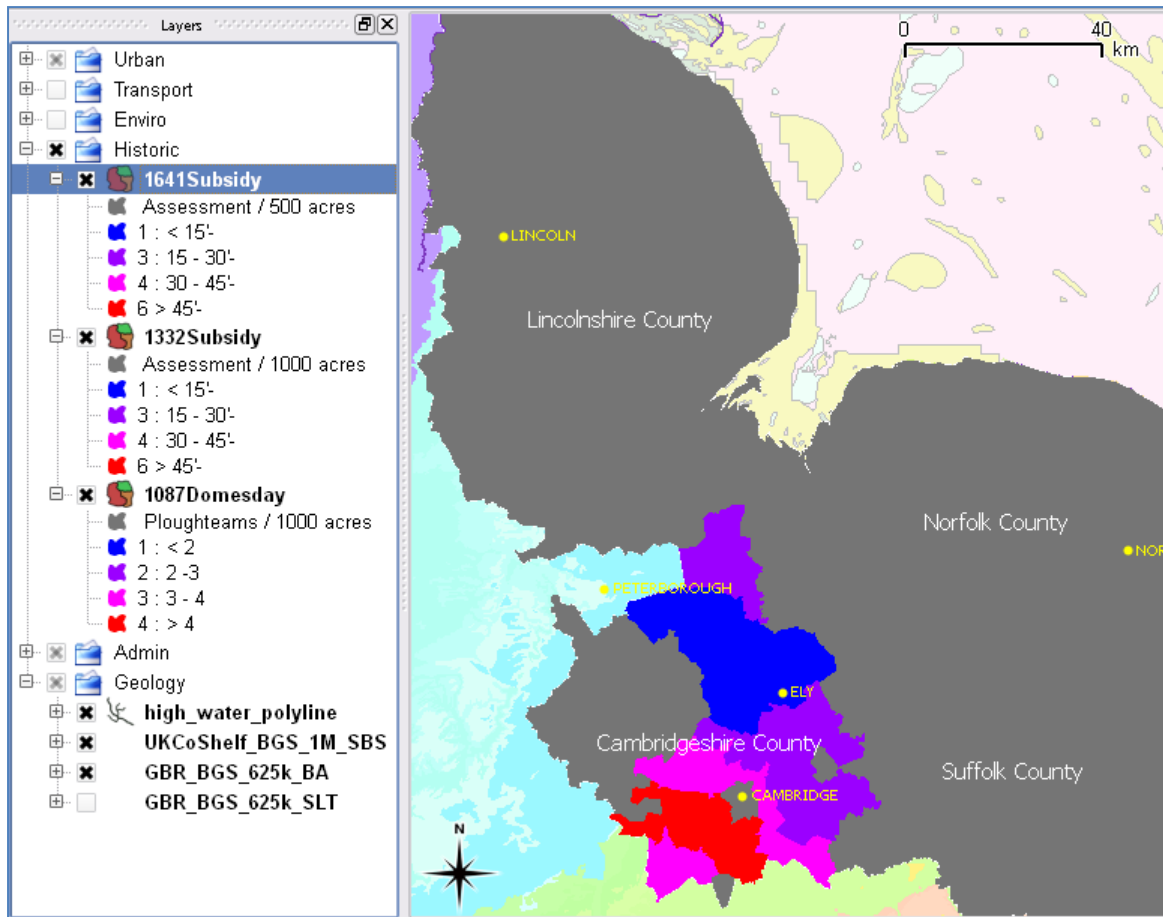 Layers
Urban
Transport
Enviro
Historic
1641Subsidy
Assessment / 500 acres
1 : < 15'-
3 : 15 - 30'-
4 : 30 - 45'-
6 > 45'-
1332Subsidy
Assessment / 1000 acres
1 : < 15'-
3 : 15 - 30'-
4 : 30 - 45'-
6 > 45'-
1087Domesday
Ploughteams / 1000 acres
1 : < 2
2 : 2 -3
3 : 3 - 4
4 : > 4
Admin
Geology
high_water_polyline
UKCoShelf_BGS_1M_SBS
GBR_BGS_625k_BA
GBR_BGS_625k_SLT
0 40
km
LINCOLN
Lincolnshire County
Norfolk County
NOR
PETERBOROUGH
ELY
Cambridgeshire County
Suffolk County
CAMBRIDGE
N